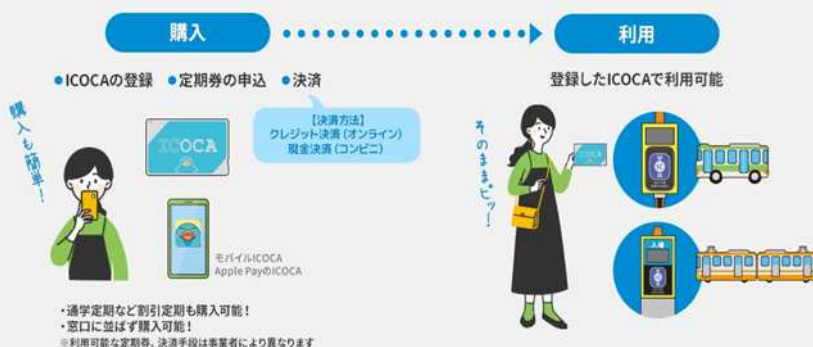 購入
利用
●ICOCAの登録 ●定期券の申込 ●決済
登録したICOCAで利用可能
購入も簡単!
ICOCA
【決済方法】
クレジット決済(オンライン)
現金決済(コンビニ)
モバイルICOCA
Apple PayのICOCA
そのままピッ!
ICOCA
入場
・通学定期など割引定期も購入可能!
・窓口に並ばず購入可能!
※利用可能な定期券、決済手段は事業者により異なります